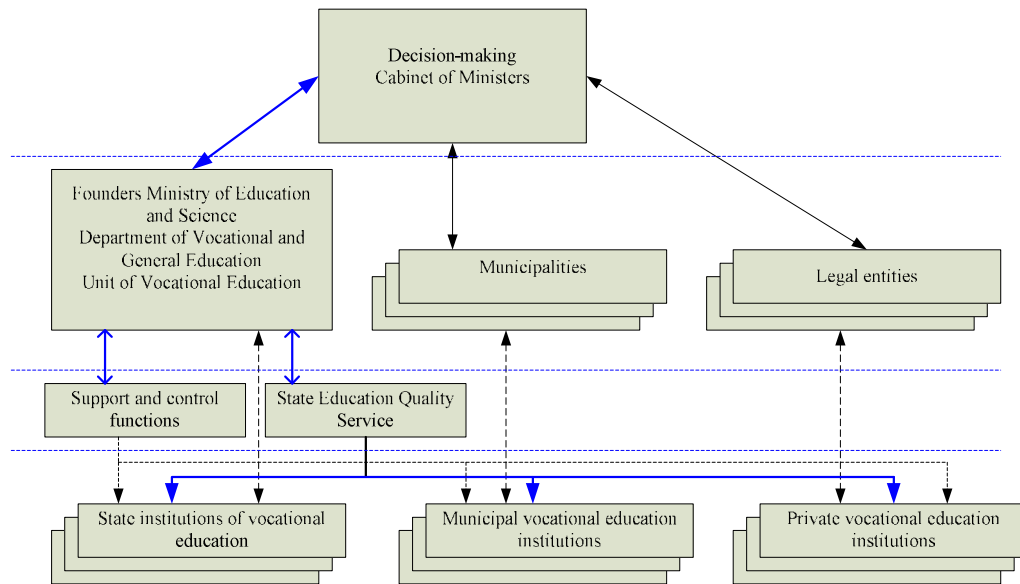 Decision-making
Cabinet of Ministers
Founders Ministry of Education
and Science
Department of Vocational and
General Education
Unit of Vocational Education
Municipalities
Legal entities
Support and control
functions
State Education Quality
Service
State institutions of vocational
education
Municipal vocational education
institutions
Private vocational education
institutions